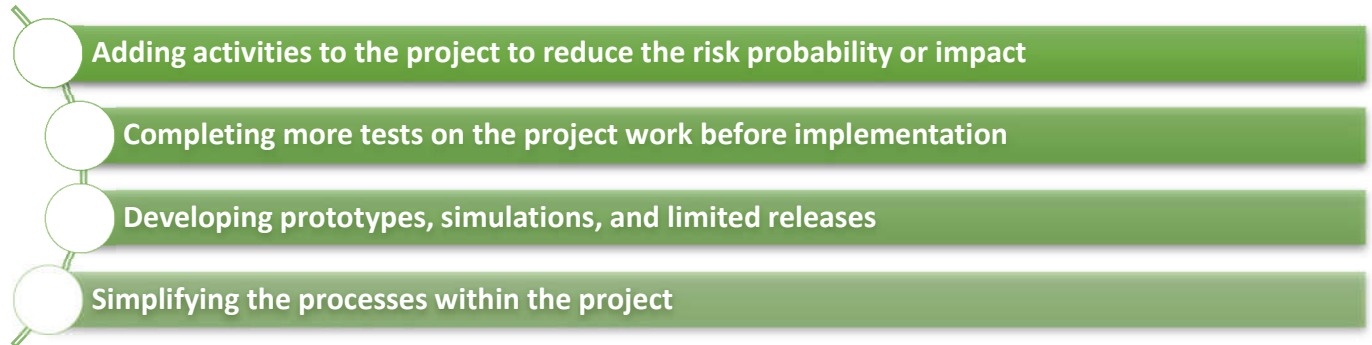 Adding activities to the project to reduce the risk probability or impact
Completing more tests on the project work before implementation
Developing prototypes, simulations, and limited releases
Simplifying the processes within the project